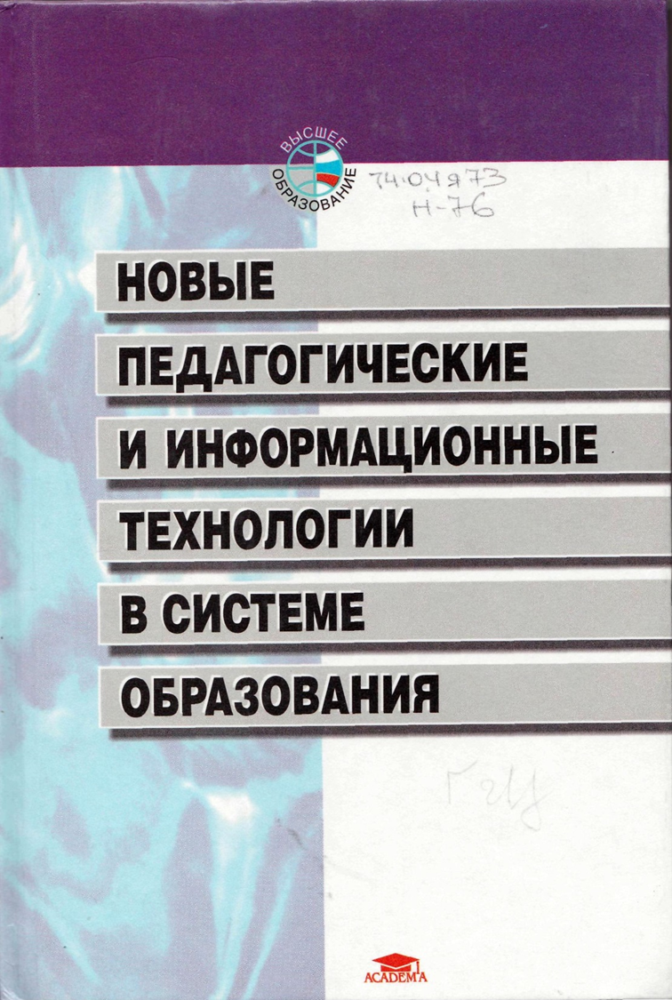 ВЫСШЕЕ
ОБРАЗОВАНИЕ
74.04я73
Н-76
НОВЫЕ
ПЕДАГОГИЧЕСКИЕ
И ИНФОРМАЦИОННЫЕ
ТЕХНОЛОГИИ
В СИСТЕМЕ
ОБРАЗОВАНИЯ
ACADEMA